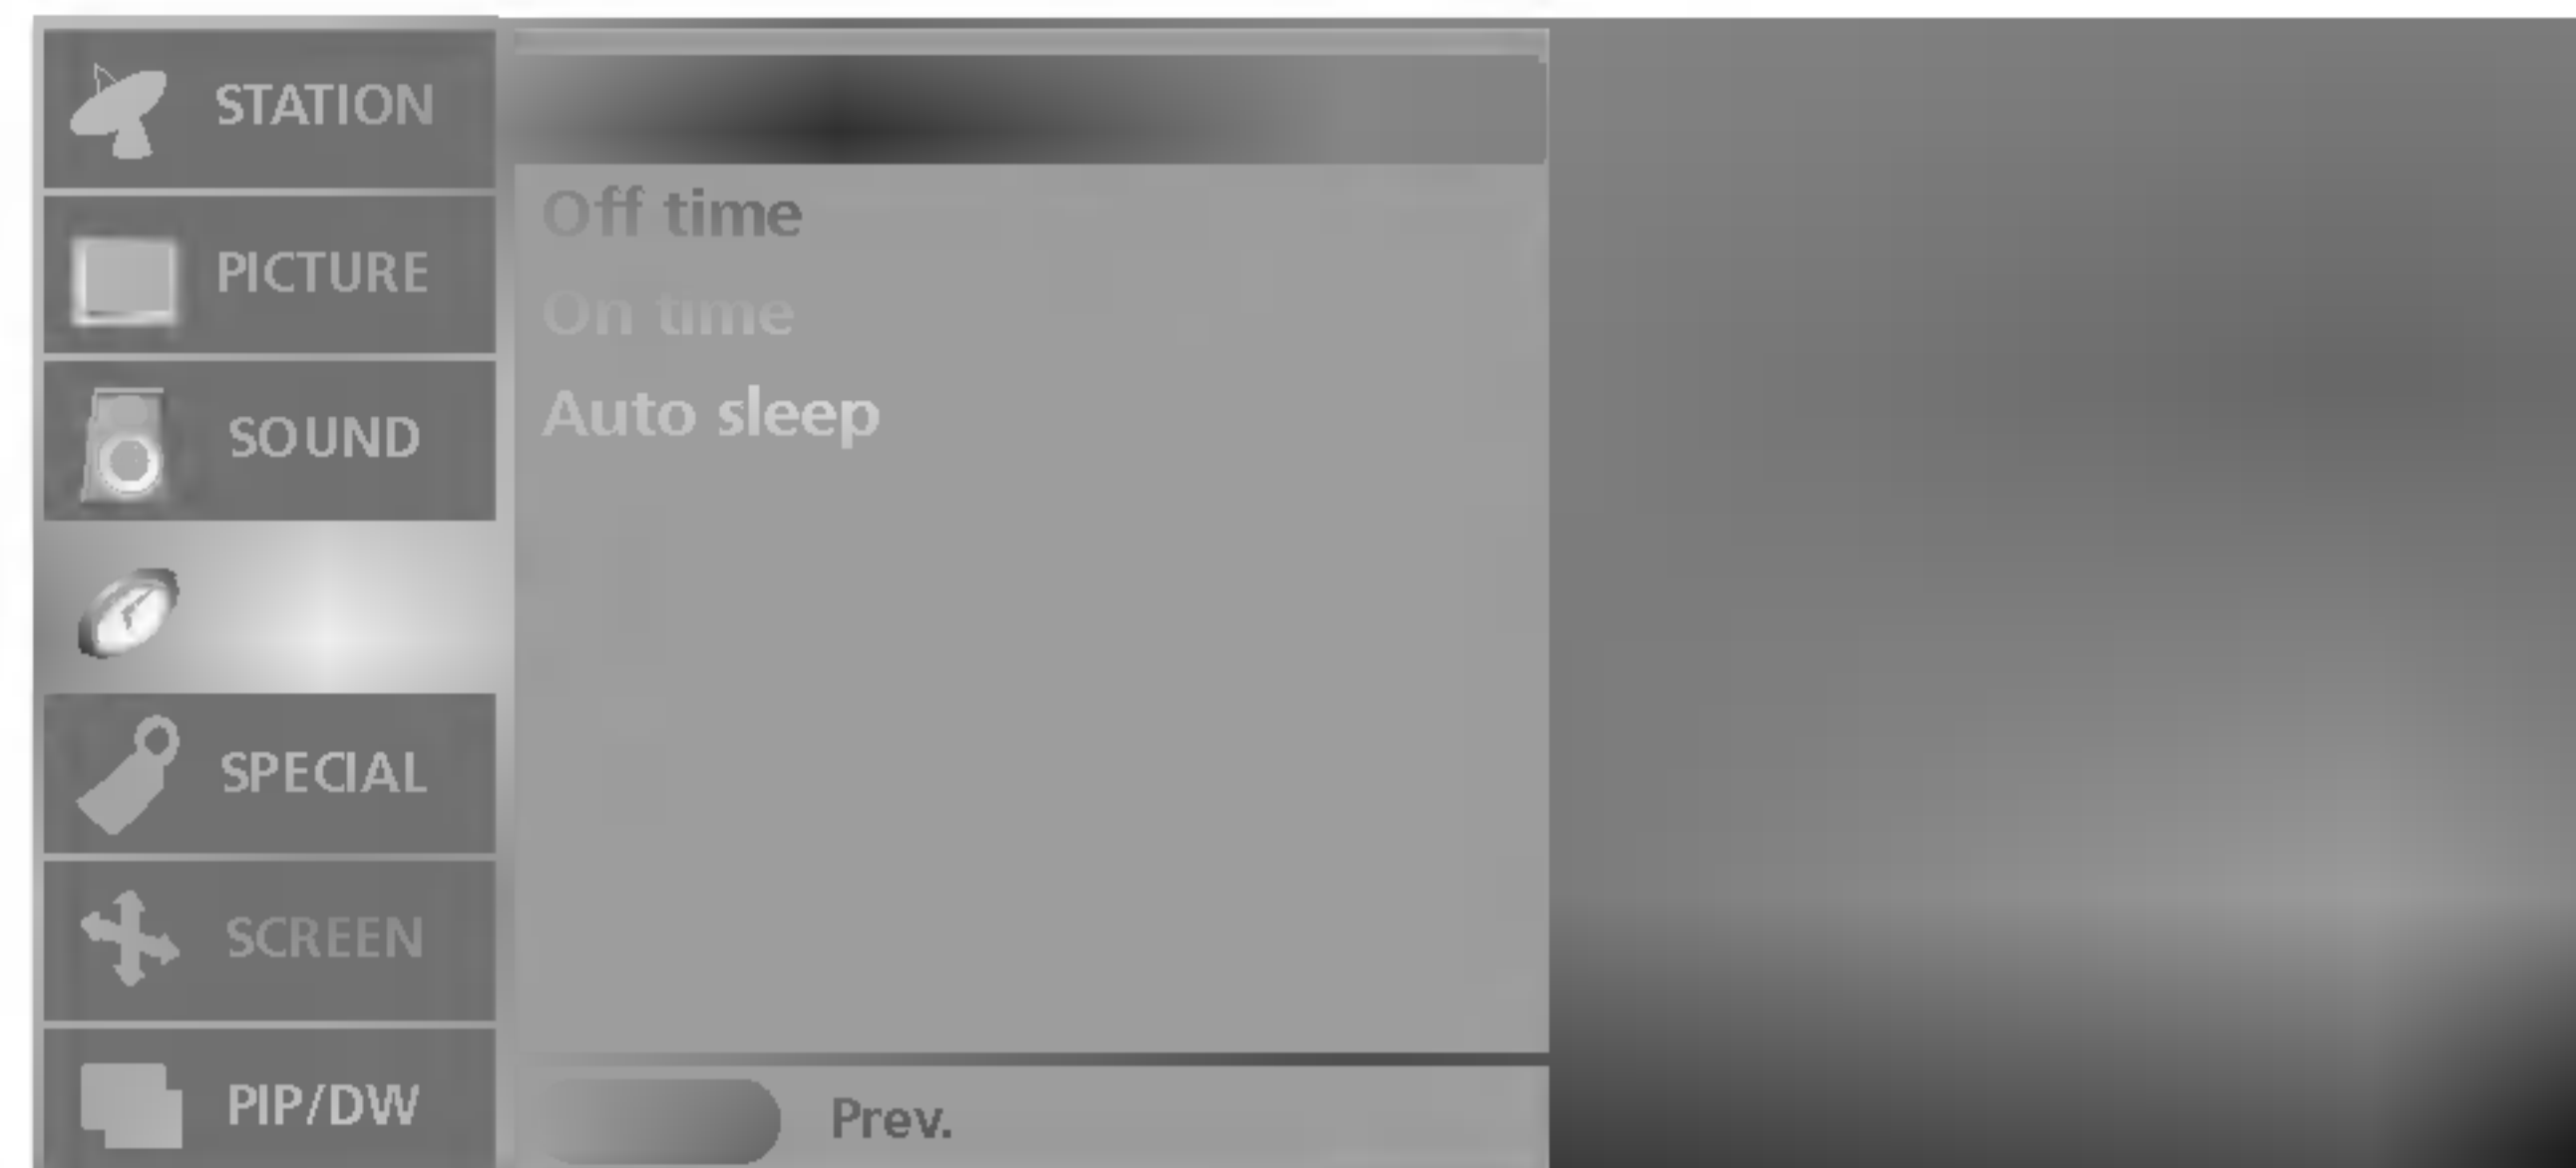 STATION
PICTURE
SOUND
SPECIAL
SCREEN
PIP/DW
Off time
On time
Auto sleep
Prev.